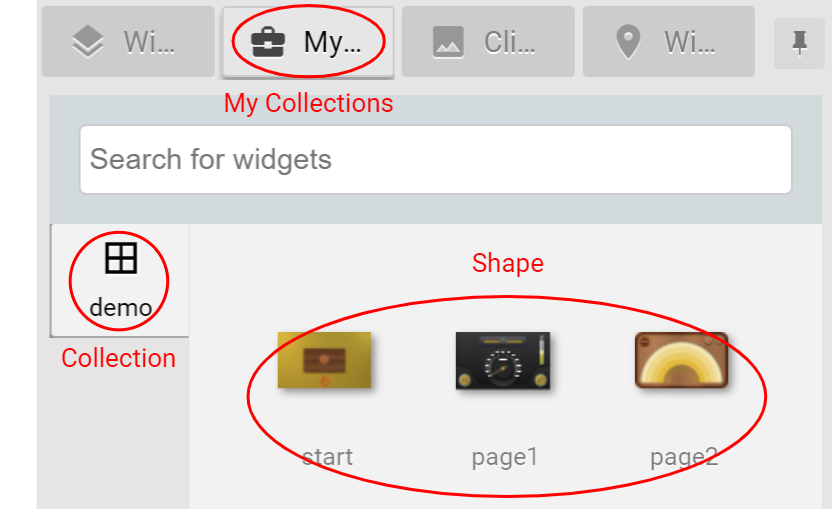 Wi...
My...
Cli...
Wi...
My Collections
Search for widgets
Shape
demo
Collection
start
page1
page2